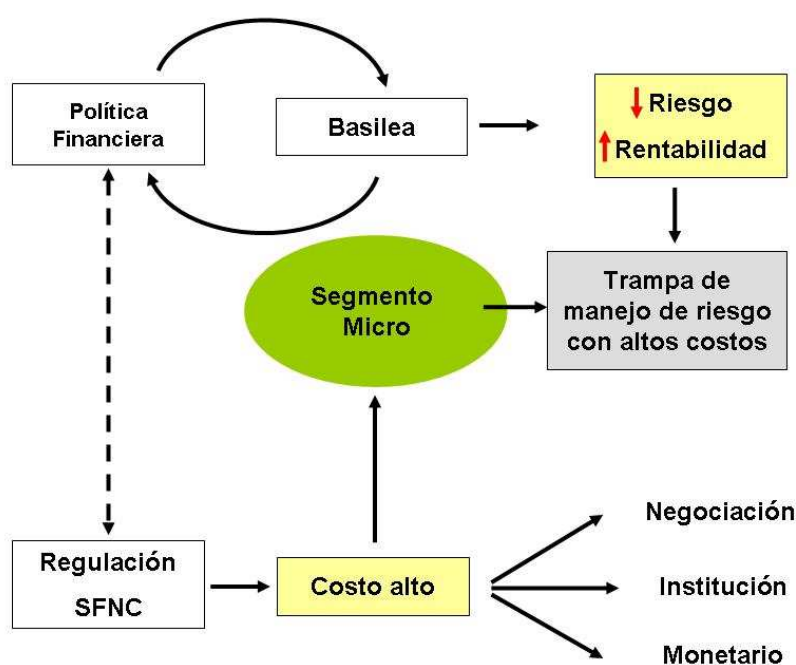 Política
Financiera
Basilea
Riesgo
Rentabilidad
Segmento
Micro
Trampa de
manejo de riesgo
con altos costos
Regulación
SFNC
Costo alto
Negociación
Institución
Monetario